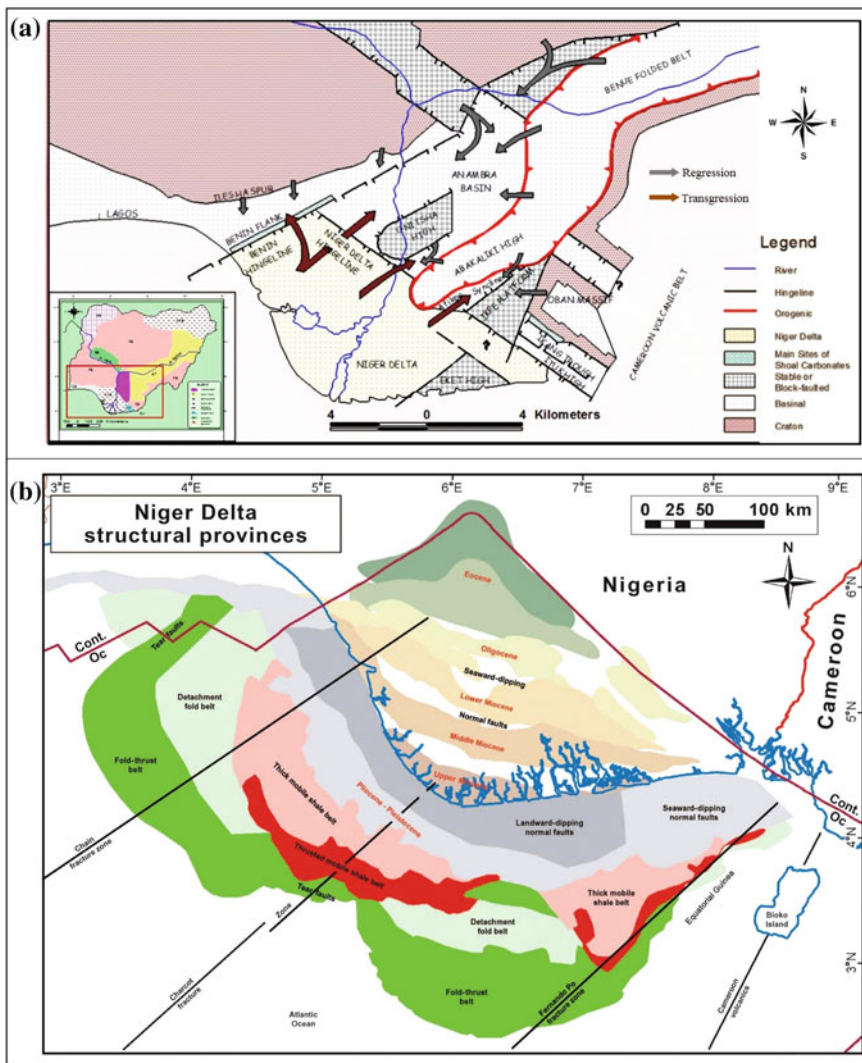 (a)
BENUE FOLDED BELT
N
W E
S
ANAMBRA
BASIN
Regression
Transgression
ILESHA SPUR
LAGOS
BENIN FLANK
BENIN
HINGELINE
NIGER DELTA
HINGELINE
ONITSHA
HIGH
ABAKALIKI HIGH
OBAN MASSIF
CAMEROON VOLCANIC BELT
NIGER DELTA
EKET HIGH
ITU HIGH
4 0 4
Kilometers
Legend
River
Hingeline
Orogenic
Niger Delta
Main Sites of
Shoal Carbonates
Stable or
Block-faulted
Basinal
Craton
(b)
3°E 4°E 5°E 6°E 7°E 8°E 9°E
Niger Delta
structural provinces
0 25 50 100 km
N
Nigeria
Cameroon
6°N
5°N
4°N
3°N
Eocene
Oligocene
Seaward-dipping
Lower Miocene
Normal faults
Middle Miocene
Cont.
Oc
Tear faults
Detachment
fold belt
Fold-thrust
belt
Thick mobile shale belt
Pliocene - Pleistocene
Landward-dipping
normal faults
Seaward-dipping
normal faults
Cont.
Oc
Chain
fracture zone
Thrusted mobile shale belt
Tear faults
Thick mobile
shale belt
Equatorial Guinea
Bioko
Island
Zone
Charcot
fracture
Detachment
fold belt
Fold-thrust
belt
Fernando Po
fracture zone
Cameroon
volcanics
Atlantic
Ocean